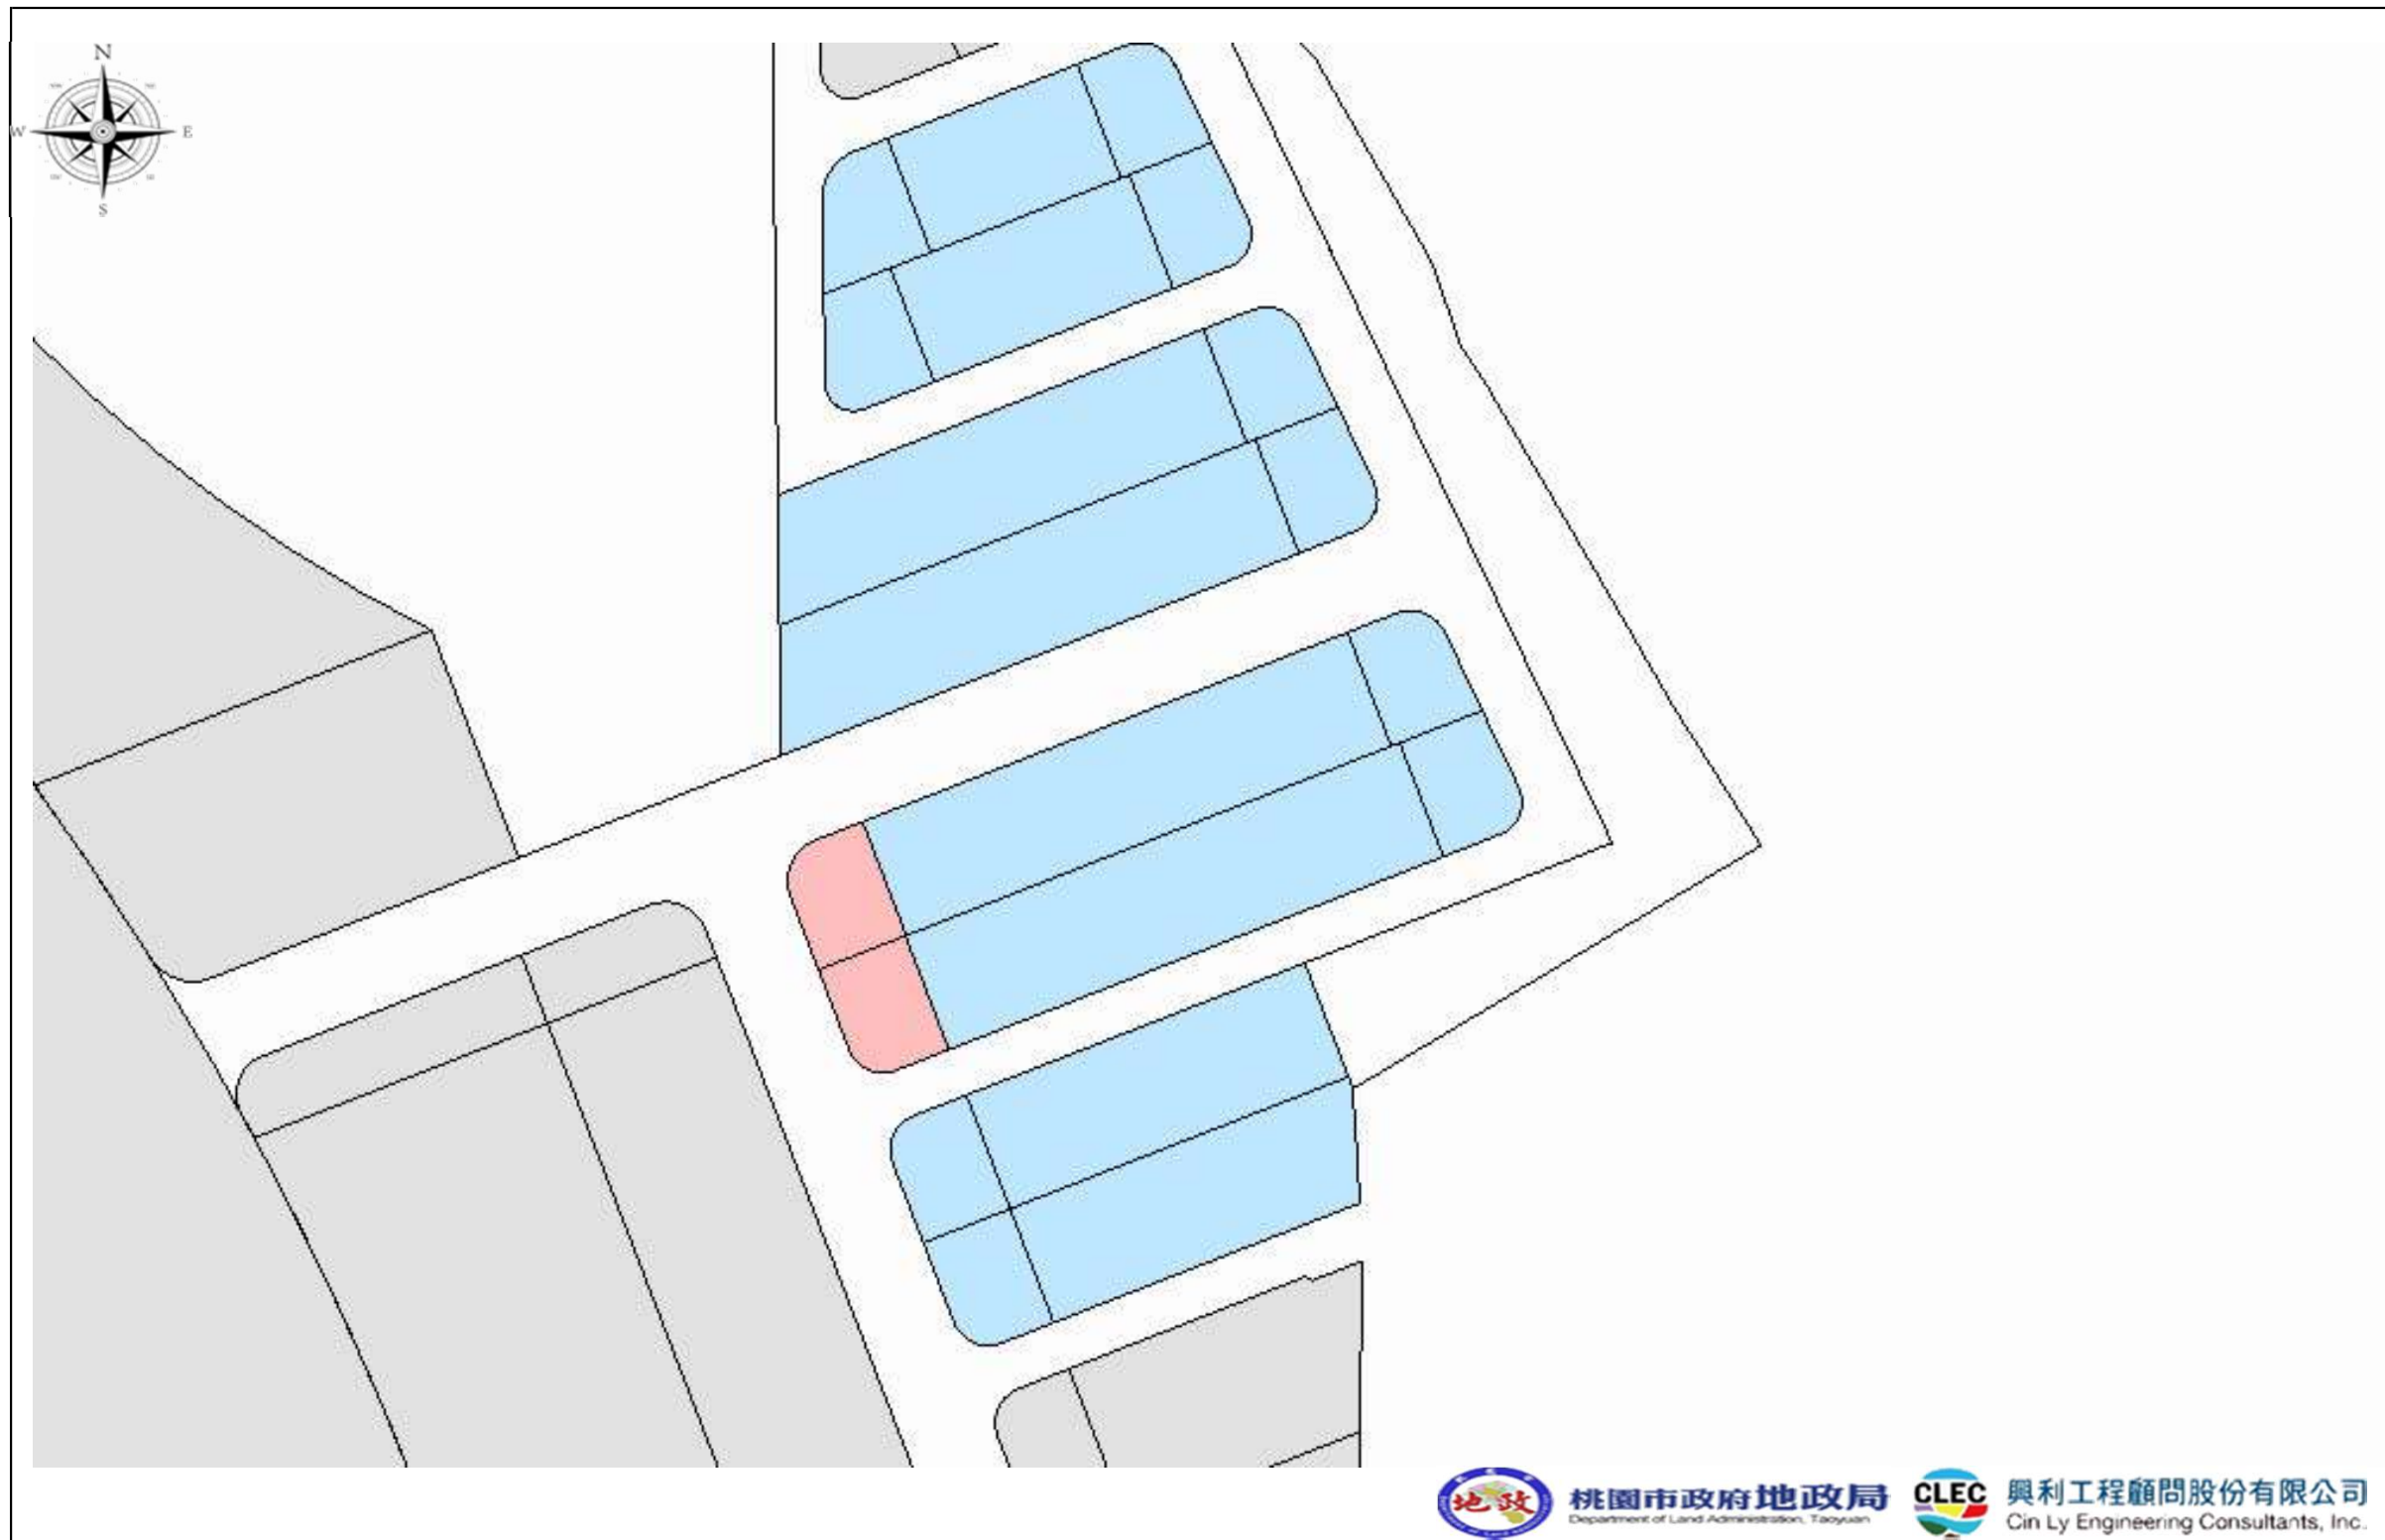 N
W
E
S
地政
桃園市政府地政局
Department of Land Administration, Taoyuan
CLEC
興利工程顧問股份有限公司
Cin Ly Engineering Consultants, Inc.